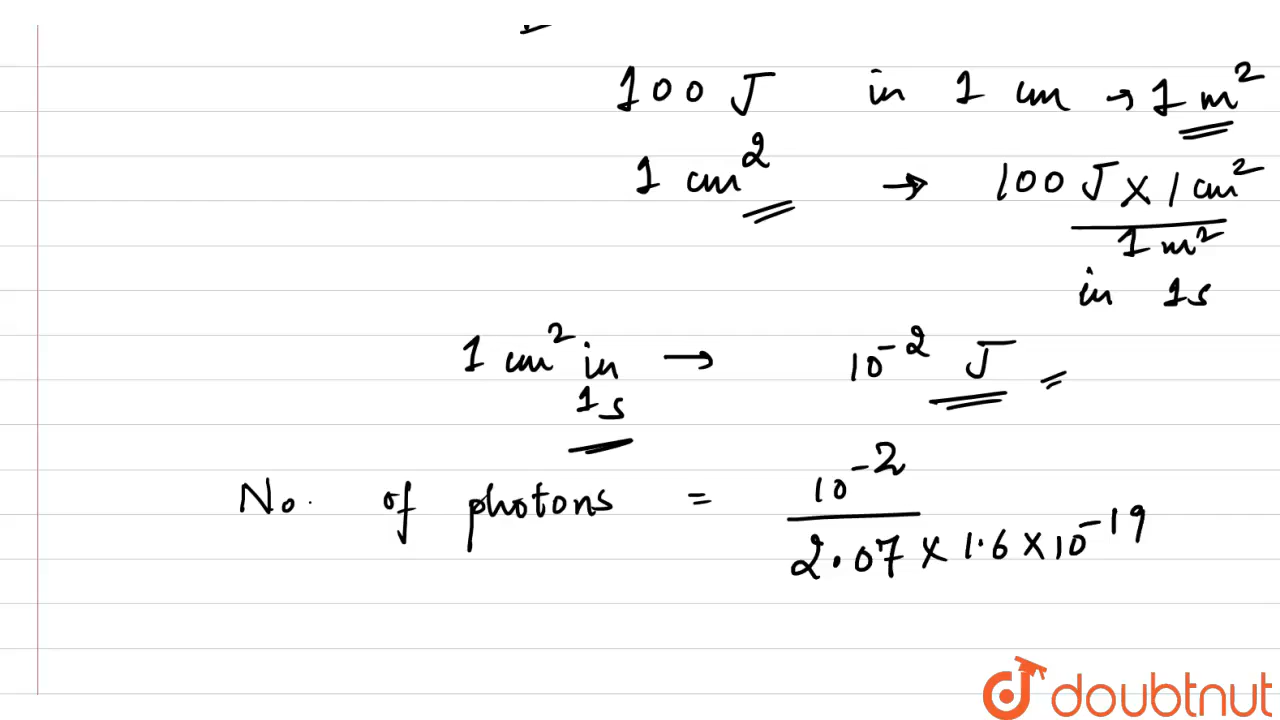 100 J in 1 cm → 1 m²
1 cm² → 100 J × 1 cm²
1 m²
in 1s
1 cm² in → 10⁻² J =
1s
No. of photons = 10⁻²
2.07 × 1.6 × 10⁻¹⁹
doubtnut